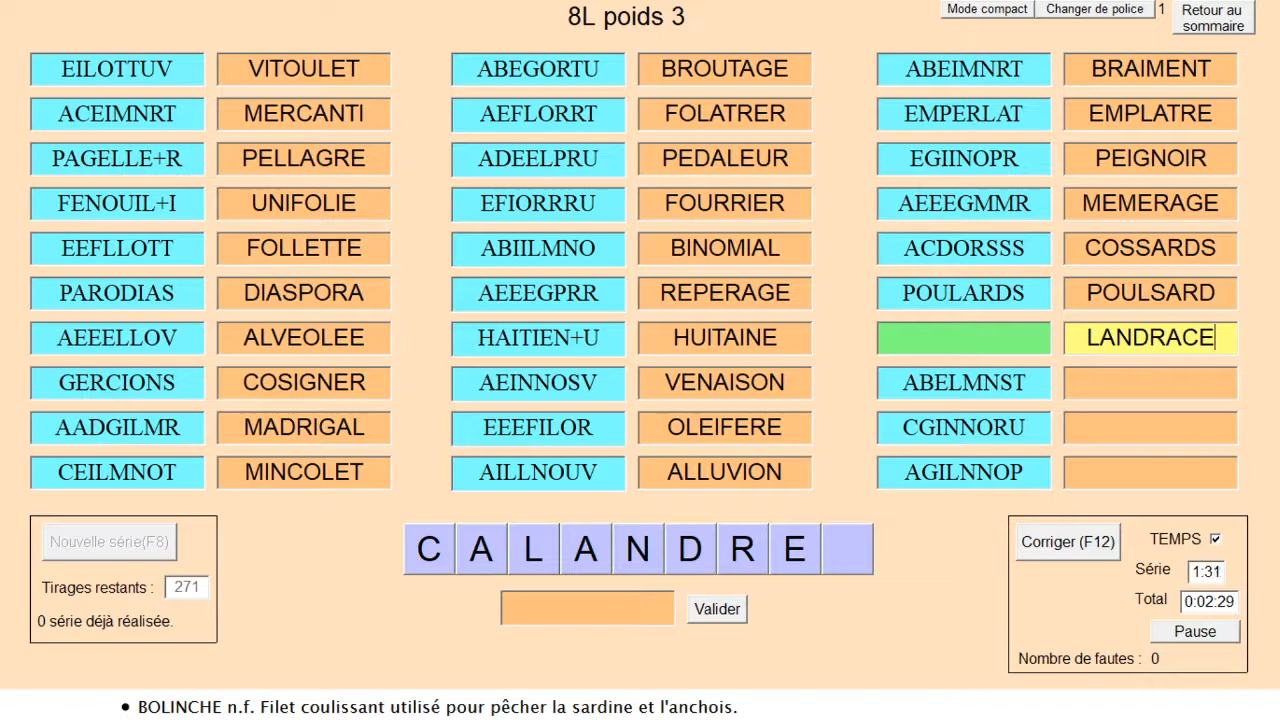 8L poids 3
Mode compact Changer de police 1 Retour au sommaire
EILOTTUV VITOULET ABEGORTU BROUTAGE ABEIMNRT BRAIMENT
ACEIMNRT MERCANTI AEFLORRT FOLATRER EMPERLAT EMPLATRE
PAGELLE+R PELLAGRE ADEELPRU PEDALEUR EGIINOPR PEIGNOIR
FENOUIL+I UNIFOLIE EFIORRRU FOURRIER AEEEGMMR MEMERAGE
EEFLLOTT FOLLETTE ABIILMNO BINOMIAL ACDORSSS COSSARDS
PARODIAS DIASPORA AEEEGPRR REPERAGE POULARDS POULSARD
AEEELLOV ALVEOLEE HAITIEN+U HUITAINE LANDRACE
GERCIONS COSIGNER AEINNOSV VENAISON ABELMNST
AADGILMR MADRIGAL EEEFILOR OLEIFERE CGINNORU
CEILMNOT MINCOLET AILLNOUV ALLUVION AGILNNOP
Nouvelle série(F8)
Tirages restants : 271
0 série déjà réalisée.
C A L A N D R E
Valider
Corriger (F12) TEMPS
Série 1:31
Total 0:02:29
Pause
Nombre de fautes : 0
• BOLINCHE n.f. Filet coulissant utilisé pour pêcher la sardine et l'anchois.